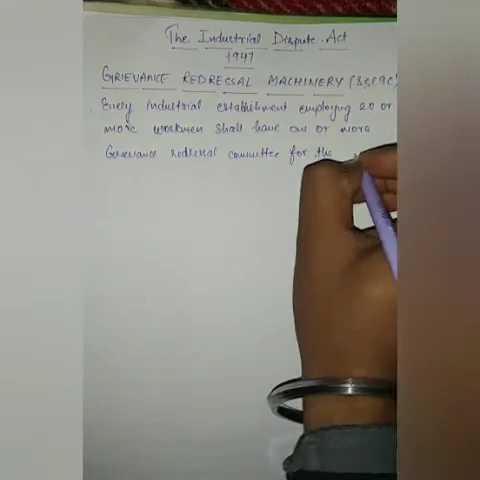 The Industrial Dispute Act
1947
GRIEVANCE REDRESSAL MACHINERY (Sec 9C)
Every industrial establishment employing 20 or
more workmen shall have one or more
Grievance redressal committee for the